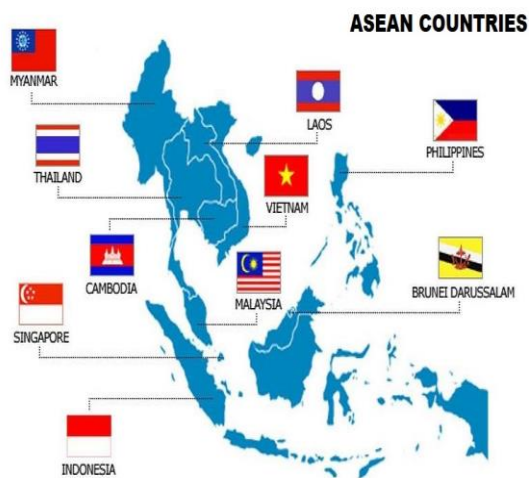 ASEAN COUNTRIES
MYANMAR
LAOS
PHILIPPINES
THAILAND
VIETNAM
CAMBODIA
MALAYSIA
BRUNEI DARUSSALAM
SINGAPORE
INDONESIA